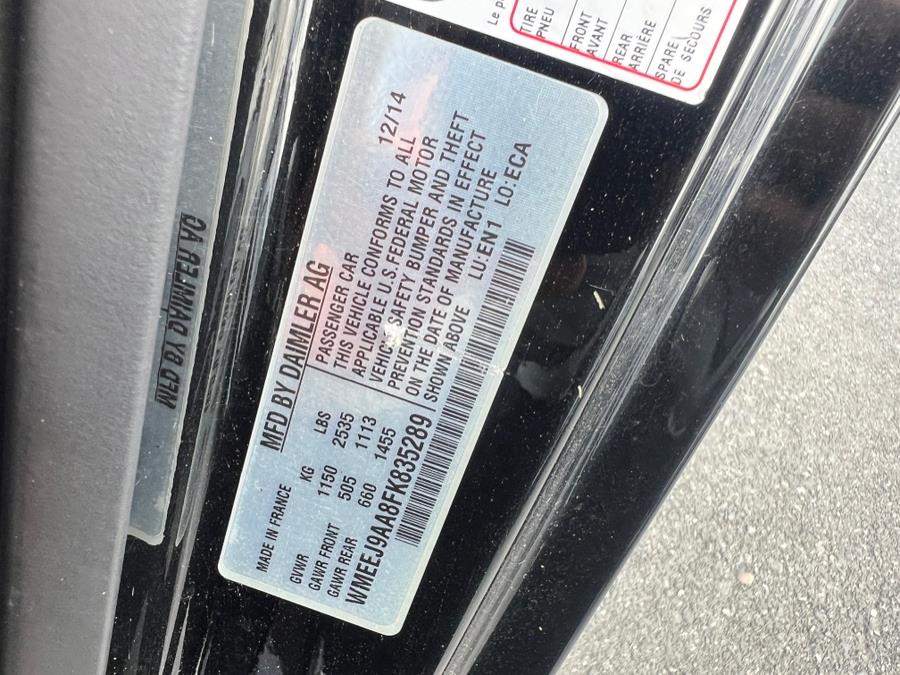 MFD BY DAIMLER AG
MADE IN FRANCE
KG LBS
GVWR 1150 2535
GAWR FRONT 505 1113
GAWR REAR 660 1455
WMEEJ9AA8FK835289
PASSENGER CAR 12/14
THIS VEHICLE CONFORMS TO ALL
APPLICABLE U.S.FEDERAL MOTOR
VEHICLE SAFETY BUMPER AND THEFT
PREVENTION STANDARDS IN EFFECT
ON THE DATE OF MANUFACTURE
SHOWN ABOVE LU:EN1 LO:ECA
Le
TIRE
PNEU
FRONT
AVANT
REAR
ARRIÈRE
SPARE
DE SECOURS
MFD BY DAIMLER AG